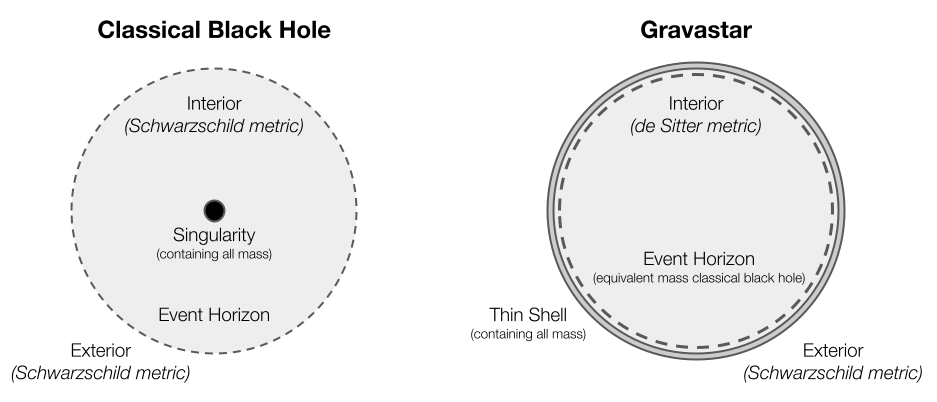 Classical Black Hole
Interior
(Schwarzschild metric)
Singularity
(containing all mass)
Event Horizon
Exterior
(Schwarzschild metric)
Gravastar
Interior
(de Sitter metric)
Event Horizon
(equivalent mass classical black hole)
Thin Shell
(containing all mass)
Exterior
(Schwarzschild metric)